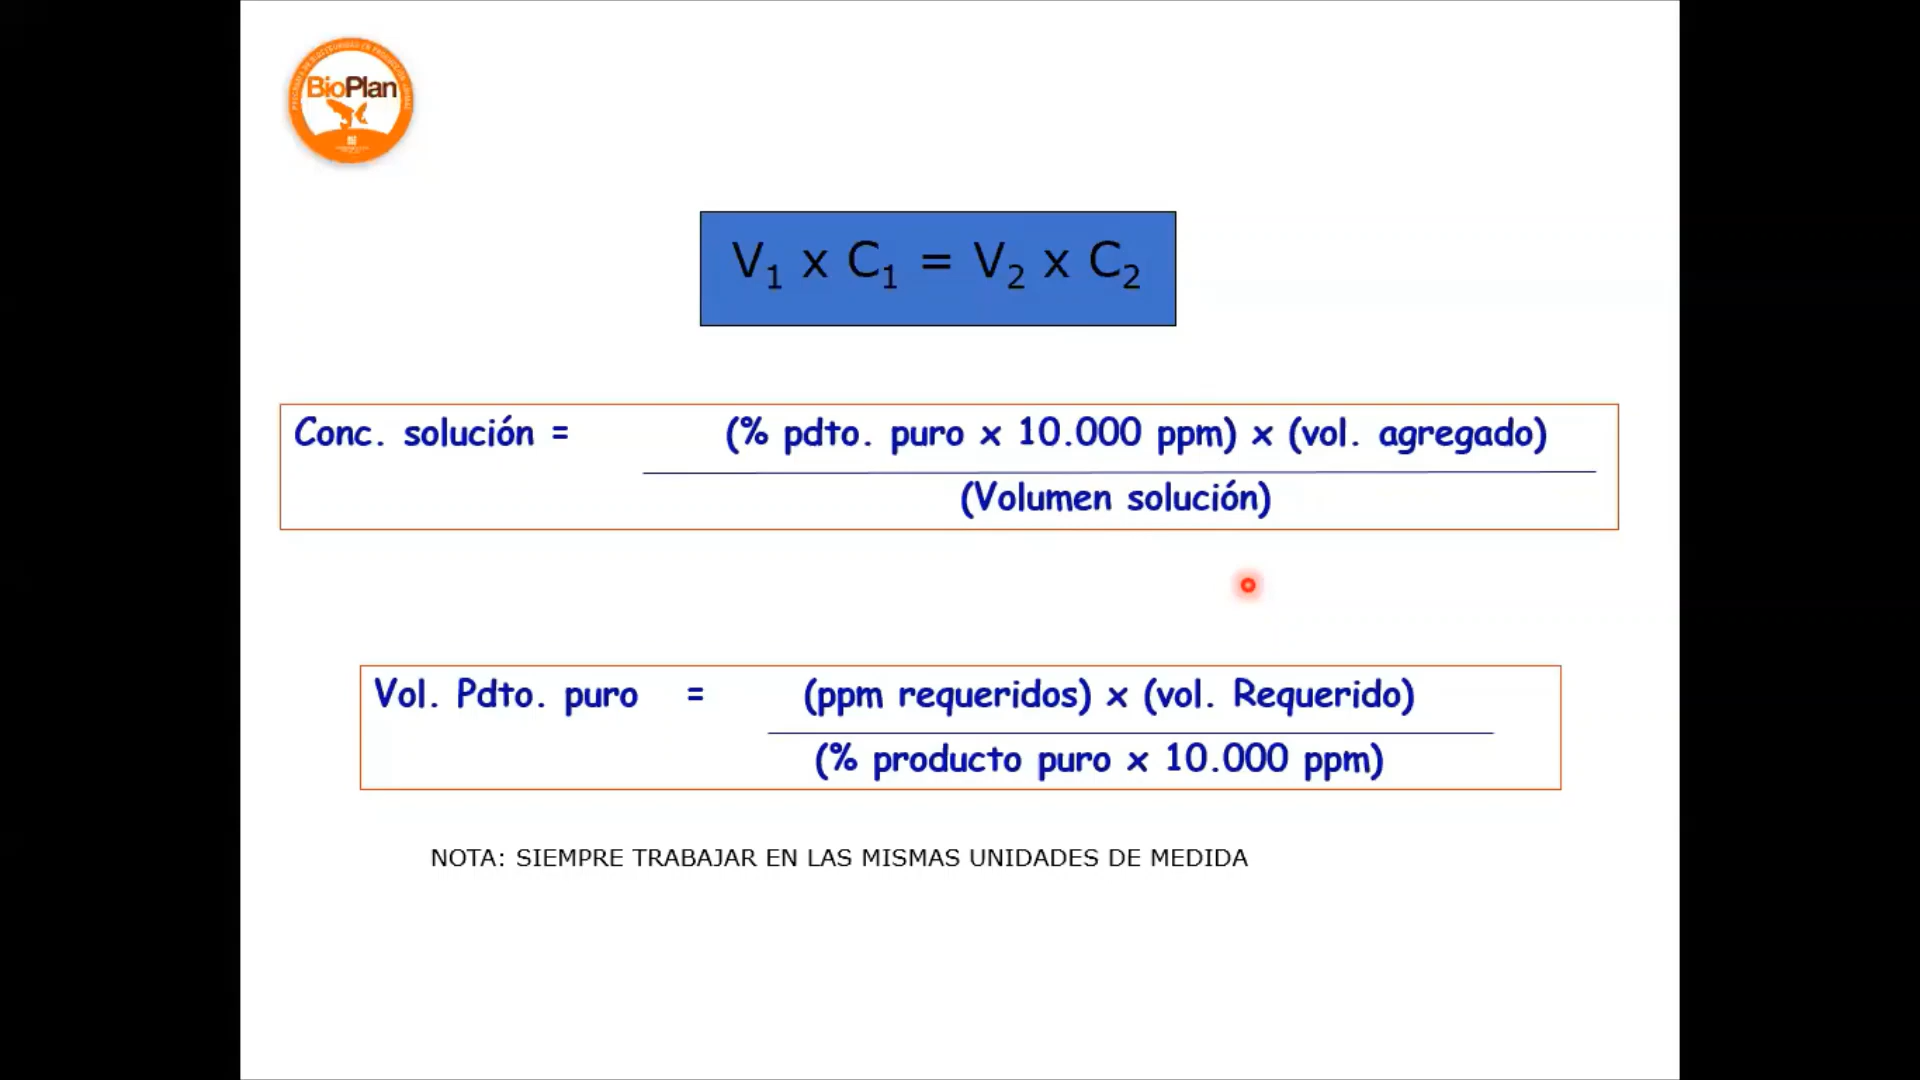 BioPlan
V1 x C1 = V2 x C2
Conc. solución = (% pdto. puro x 10.000 ppm) x (vol. agregado)
(Volumen solución)
Vol. Pdto. puro = (ppm requeridos) x (vol. Requerido)
(% producto puro x 10.000 ppm)
NOTA: SIEMPRE TRABAJAR EN LAS MISMAS UNIDADES DE MEDIDA